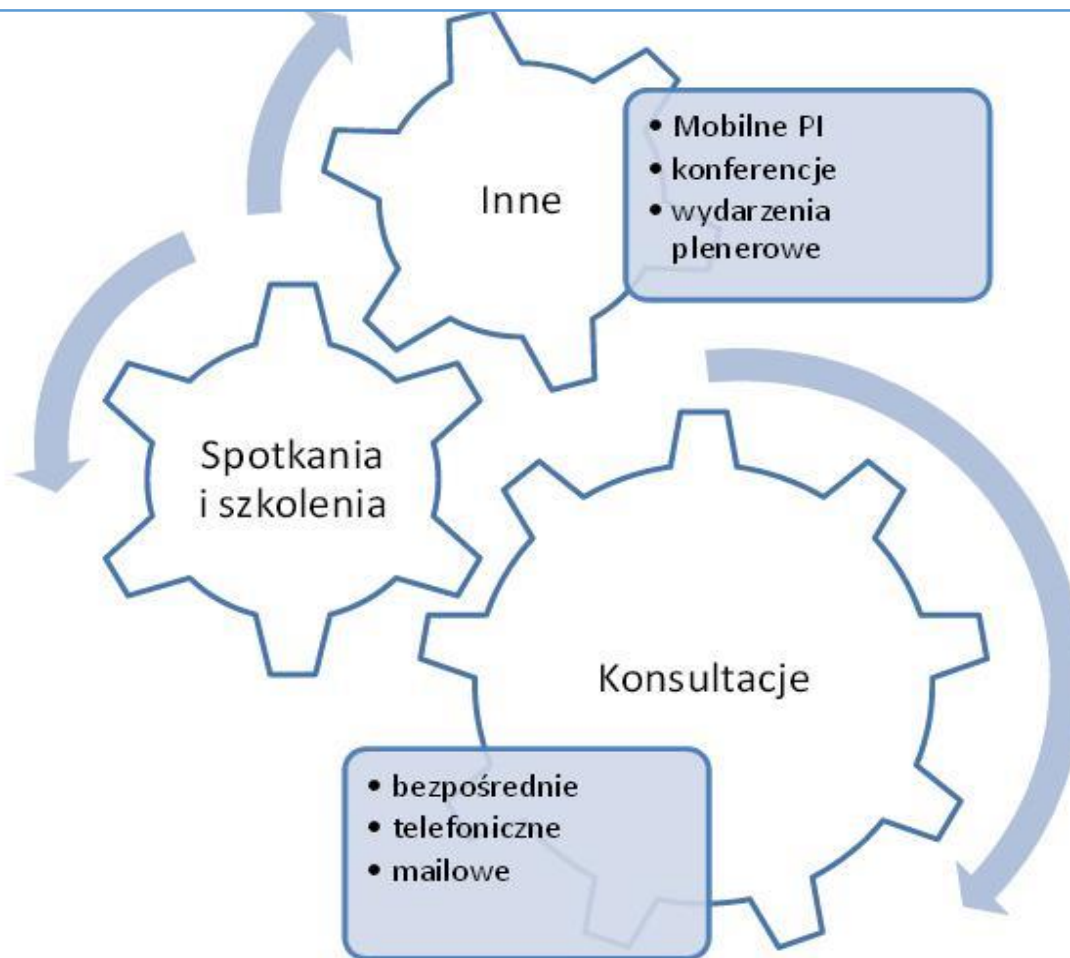 Inne
• Mobilne PI
• konferencje
• wydarzenia
plenerowe
Spotkania
i szkolenia
Konsultacje
• bezpośrednie
• telefoniczne
• mailowe